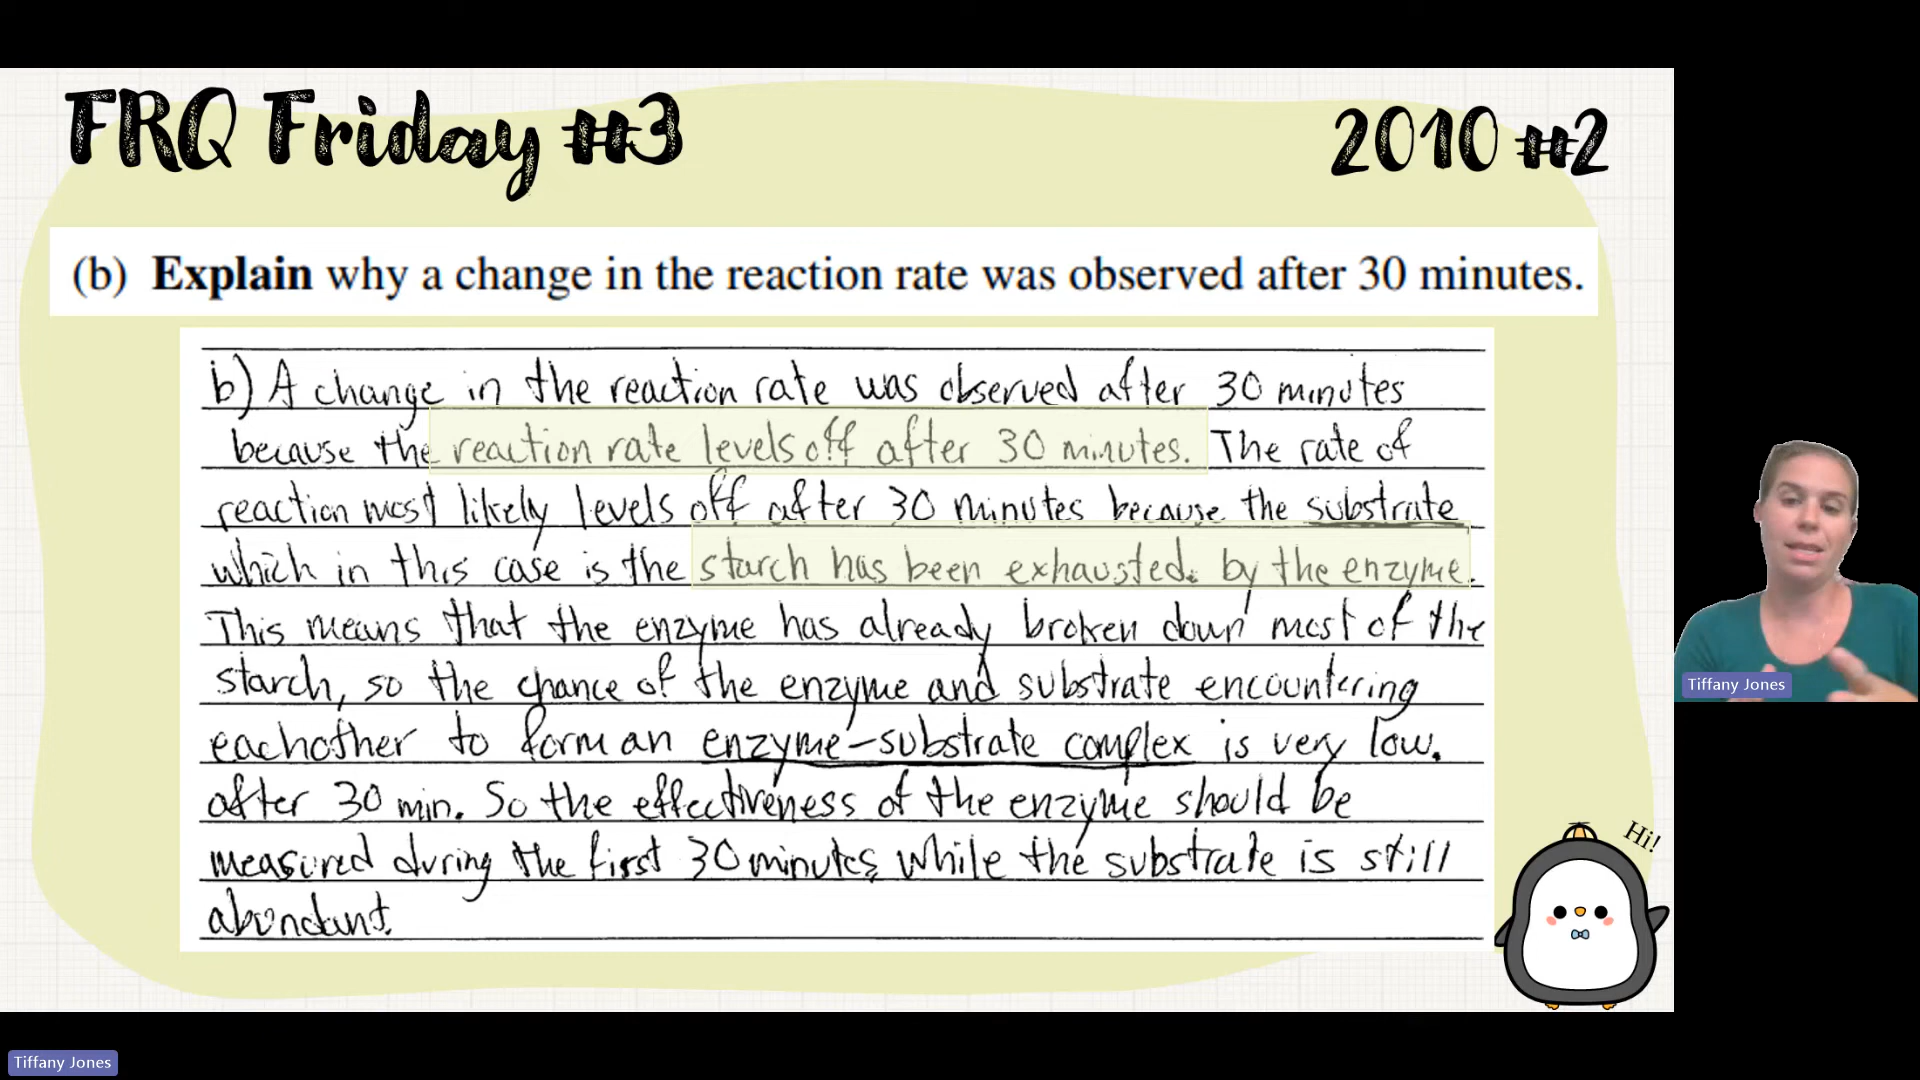 FRQ Friday #3
2010 #2
(b) Explain why a change in the reaction rate was observed after 30 minutes.
b) A change in the reaction rate was observed after 30 minutes
because the reaction rate levels off after 30 minutes. The rate of
reaction most likely levels off after 30 minutes because the substrate
which in this case is the starch has been exhausted. by the enzyme.
This means that the enzyme has already broken down most of the
starch, so the chance of the enzyme and substrate encountering
eachother to form an enzyme-substrate complex is very low.
after 30 min. So the effectiveness of the enzyme should be
measured during the first 30 minutes while the substrate is still
abundant.
Hi!
Tiffany Jones
Tiffany Jones